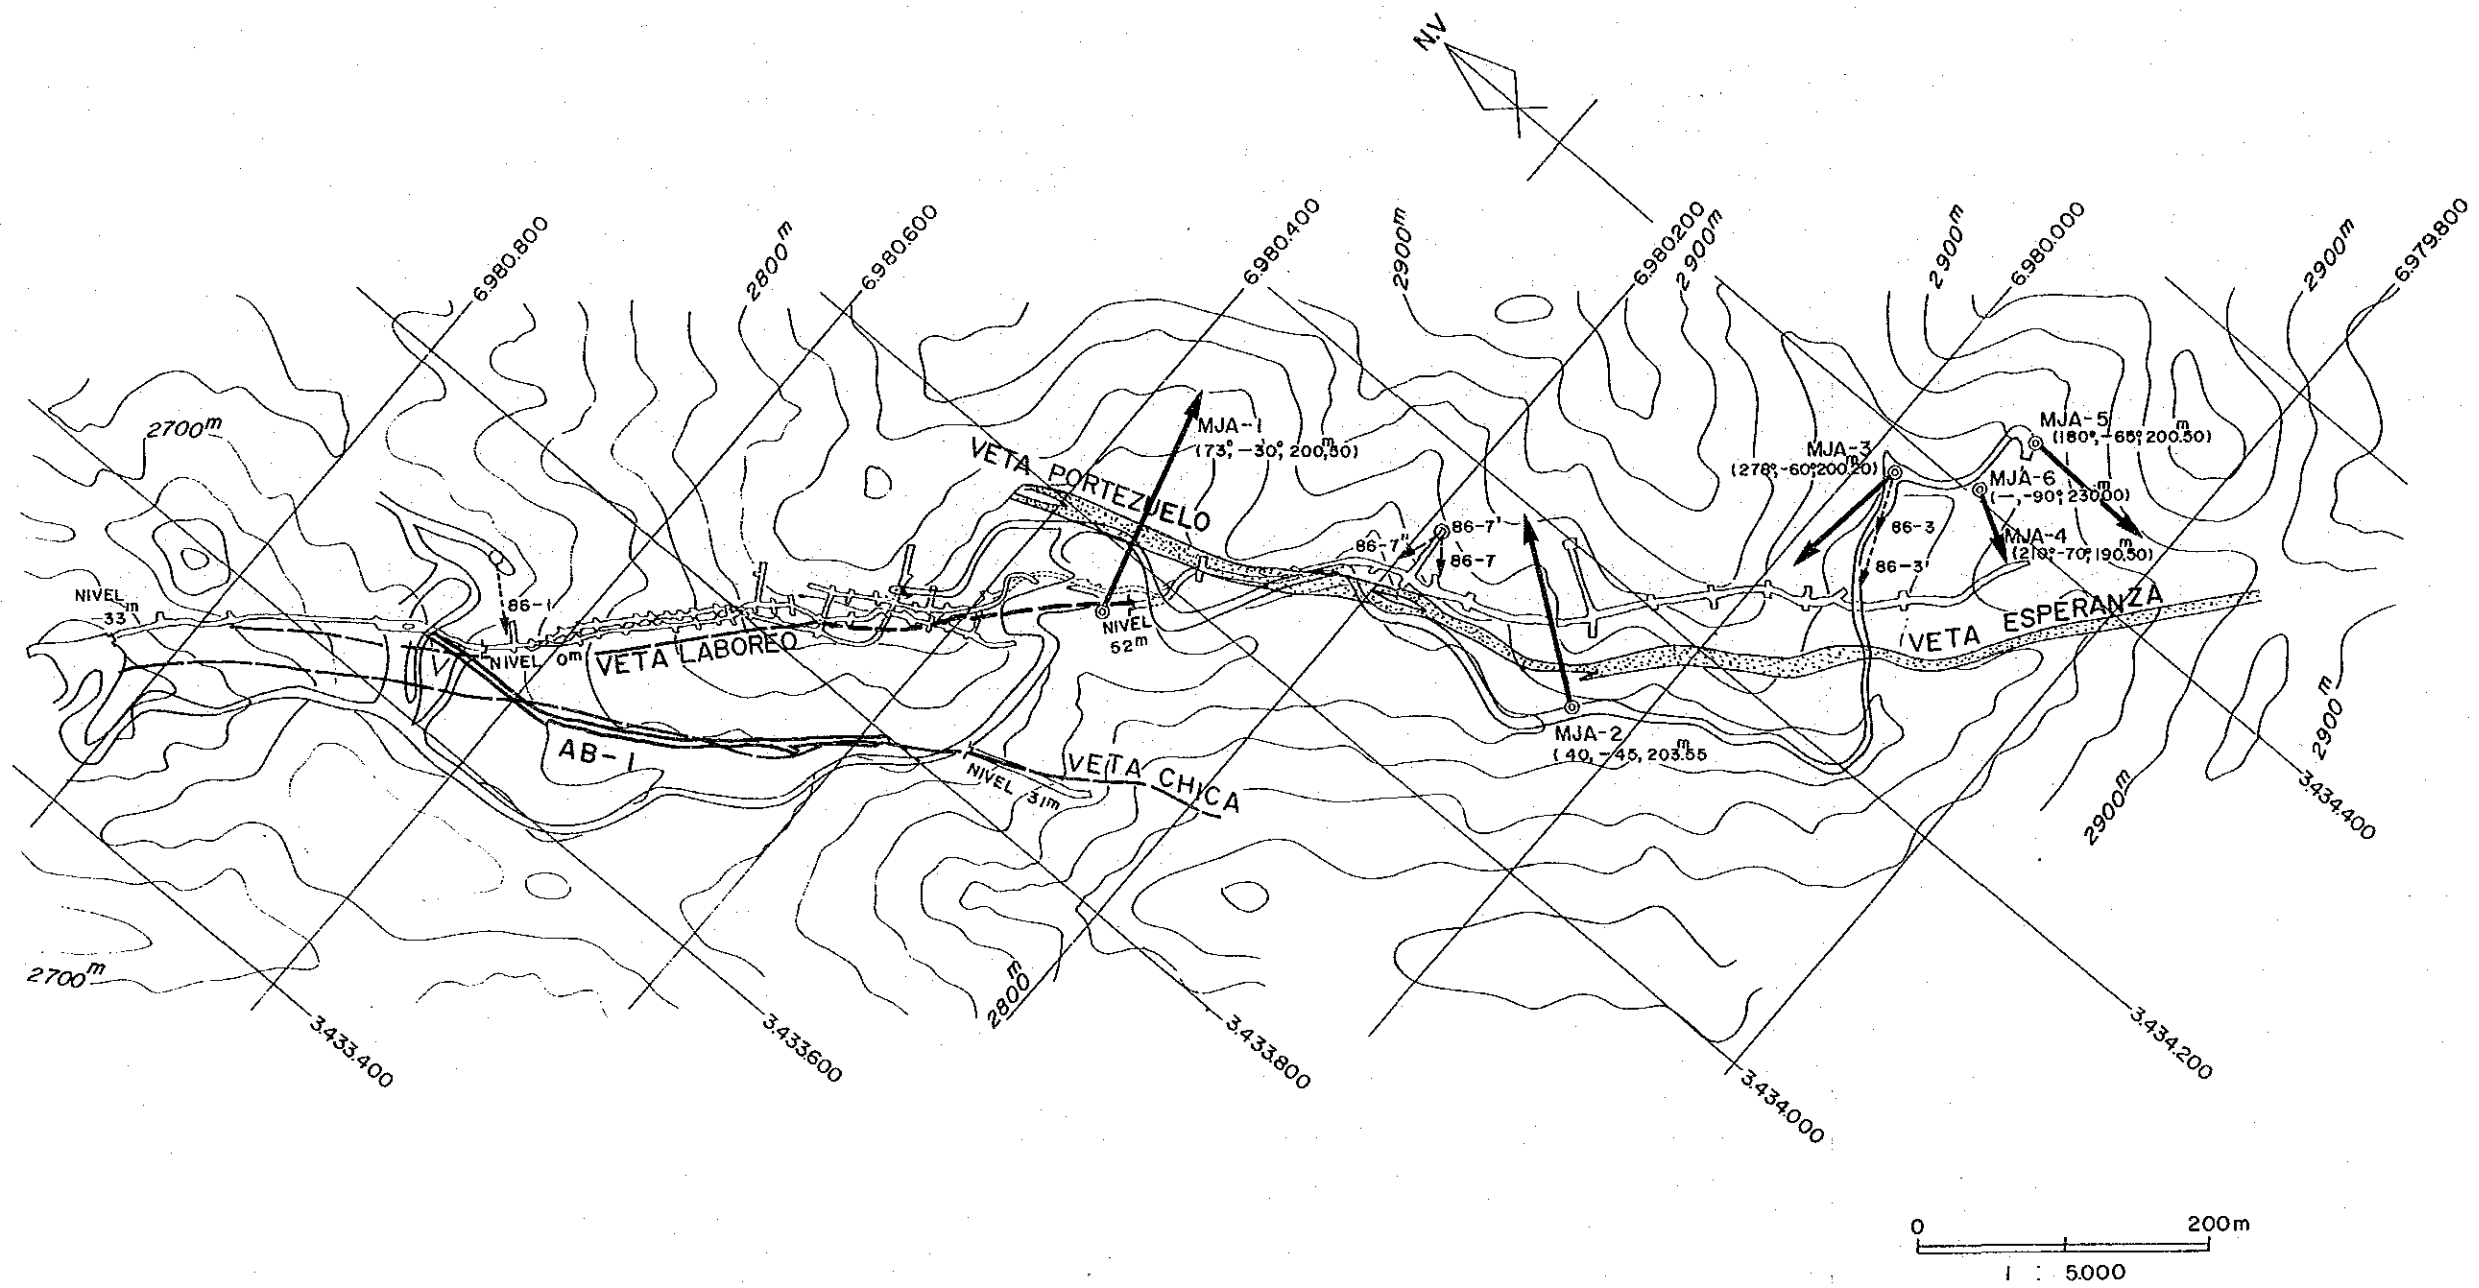 N.V
6.980.800
2800m
6.980.600
6.980.400
2900m
6.980.200
2900m
2900m
6.980.000
2900m
6.979.800
2700m
VETA PORTEZUELO
MJA-1
(73°, -30°, 200,50)m
MJA-3
(278°,-60°,200,20)m
MJA-5
(180°, -65°, 200.50)m
MJA-6
(—, -90°, 230.00)m
86-3
MJA-4
(210°-70°, 190.50)m
86-3'
86-7'
86-7"
86-7
NIVEL
33m
86-1
NIVEL 0m
VETA LABOREO
NIVEL
52m
VETA ESPERANZA
V
AB-1
NIVEL 31m
VETA CHICA
MJA-2
(40, -45, 203.55m
2900m
3.434.400
2900m
2700m
2800m
3.433.400
3.433.600
3.433.800
3.434.000
3.434.200
0 200m
1 : 5.000